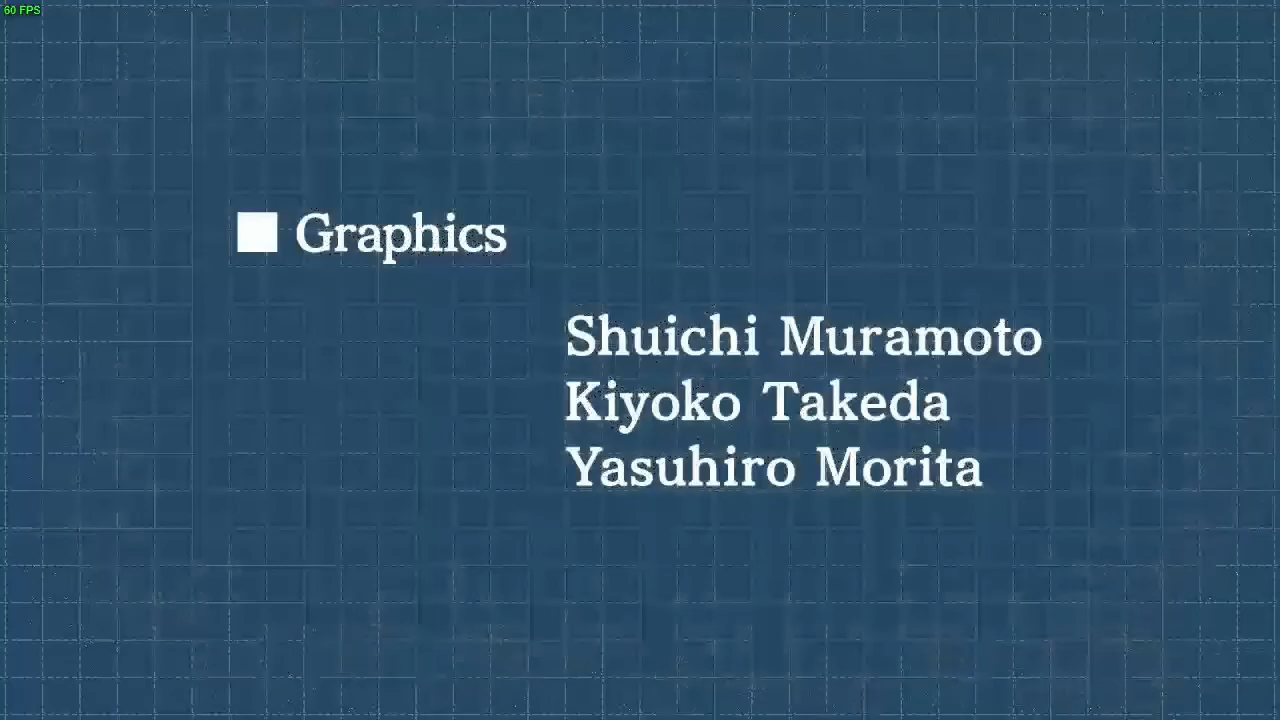 60 FPS
■ Graphics
Shuichi Muramoto
Kiyoko Takeda
Yasuhiro Morita